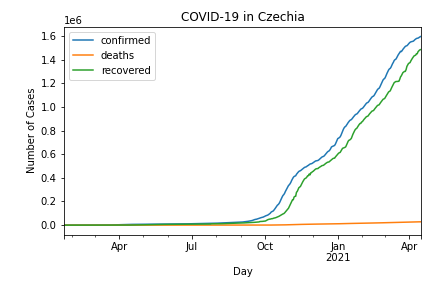 COVID-19 in Czechia
1e6
confirmed
deaths
recovered
1.6
1.4
1.2
1.0
0.8
0.6
0.4
0.2
0.0
Number of Cases
Apr
Jul
Oct
Jan
2021
Apr
Day